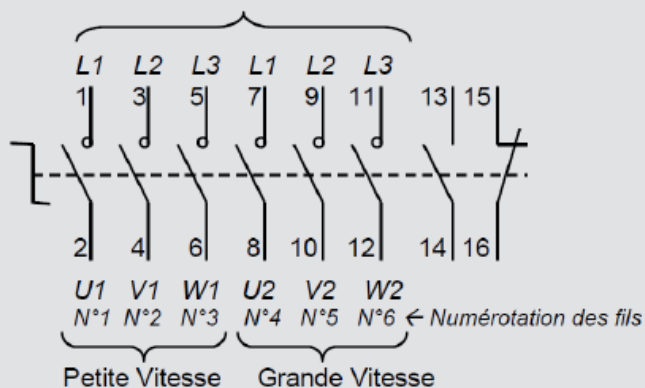 L1 L2 L3 L1 L2 L3
1 3 5 7 9 11 13 15
2 4 6 8 10 12 14 16
U1 V1 W1 U2 V2 W2
N°1 N°2 N°3 N°4 N°5 N°6 ← Numérotation des fils
Petite Vitesse Grande Vitesse